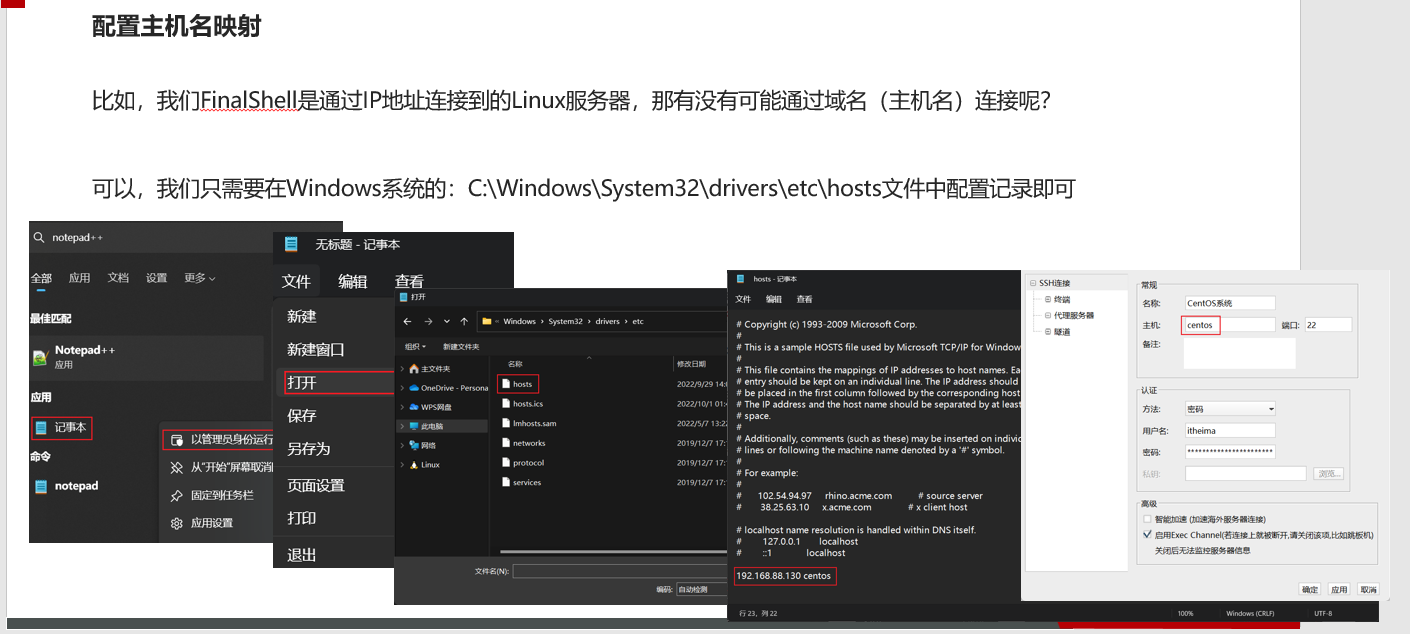 配置主机名映射
比如，我们FinalShell是通过IP地址连接到的Linux服务器，那有没有可能通过域名（主机名）连接呢？
可以，我们只需要在Windows系统的：C:\Windows\System32\drivers\etc\hosts文件中配置记录即可
notepad++
全部 应用 文档 设置 更多
最佳匹配
Notepad++
应用
应用
记事本
以管理员身份运行
从"开始"屏幕取消
固定到任务栏
应用设置
命令
notepad
无标题 - 记事本
文件 编辑 查看
新建
新建窗口
打开
保存
另存为
页面设置
打印
退出
打开
Windows › System32 › drivers › etc
组织 新建文件夹
主文件夹
OneDrive - Persona
WPS网盘
此电脑
网络
Linux
名称 修改日期
hosts 2022/9/29 14:
hosts.ics 2022/10/1 01:
lmhosts.sam 2022/5/7 13:2
networks 2019/12/7 17:
protocol 2019/12/7 17:
services 2019/12/7 17:
文件名(N):
编码: 自动检测
hosts - 记事本
文件 编辑 查看
# Copyright (c) 1993-2009 Microsoft Corp.
#
# This is a sample HOSTS file used by Microsoft TCP/IP for Window
#
# This file contains the mappings of IP addresses to host names. Ea
# entry should be kept on an individual line. The IP address should
# be placed in the first column followed by the corresponding host
# The IP address and the host name should be separated by at least
# space.
#
# Additionally, comments (such as these) may be inserted on individ
# lines or following the machine name denoted by a '#' symbol.
#
# For example:
#
# 102.54.94.97 rhino.acme.com # source server
# 38.25.63.10 x.acme.com # x client host
# localhost name resolution is handled within DNS itself.
# 127.0.0.1 localhost
# ::1 localhost
192.168.88.130 centos
行 23，列 22 100% Windows (CRLF) UTF-8
SSH连接
终端
代理服务器
隧道
常规
名称: CentOS系统
主机: centos 端口: 22
备注:
认证
方法: 密码
用户名: itheima
密码: **********************
私钥: 浏览...
高级
智能加速 (加速海外服务器连接)
启用Exec Channel(若连接上就被断开,请关闭该项,比如跳板机)
关闭后无法监控服务器信息
确定 应用 取消